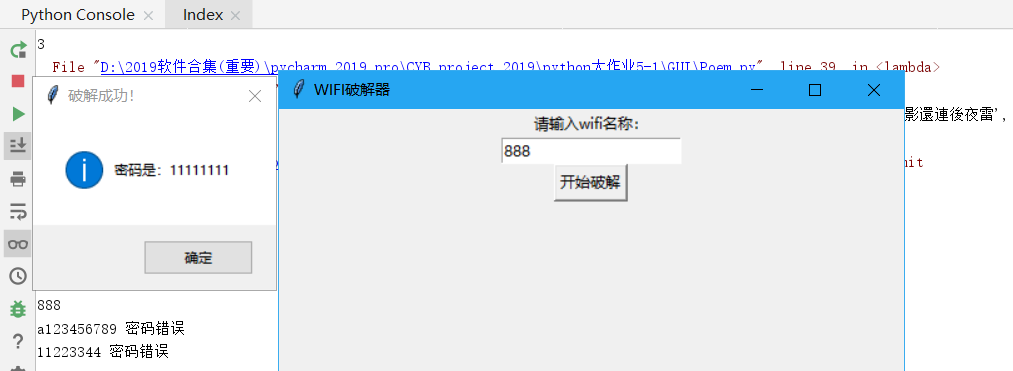 Python Console
Index
3
File "D:\2019软件合集(重要)\pycharm 2019 pro\CYB project 2019\python大作业5-1\GUI\Poem.py", line 39, in <lambda>
破解成功!
WIFI破解器
影還連後夜雷',
请输入wifi名称:
888
密码是：11111111
开始破解
确定
888
a123456789 密码错误
11223344 密码错误